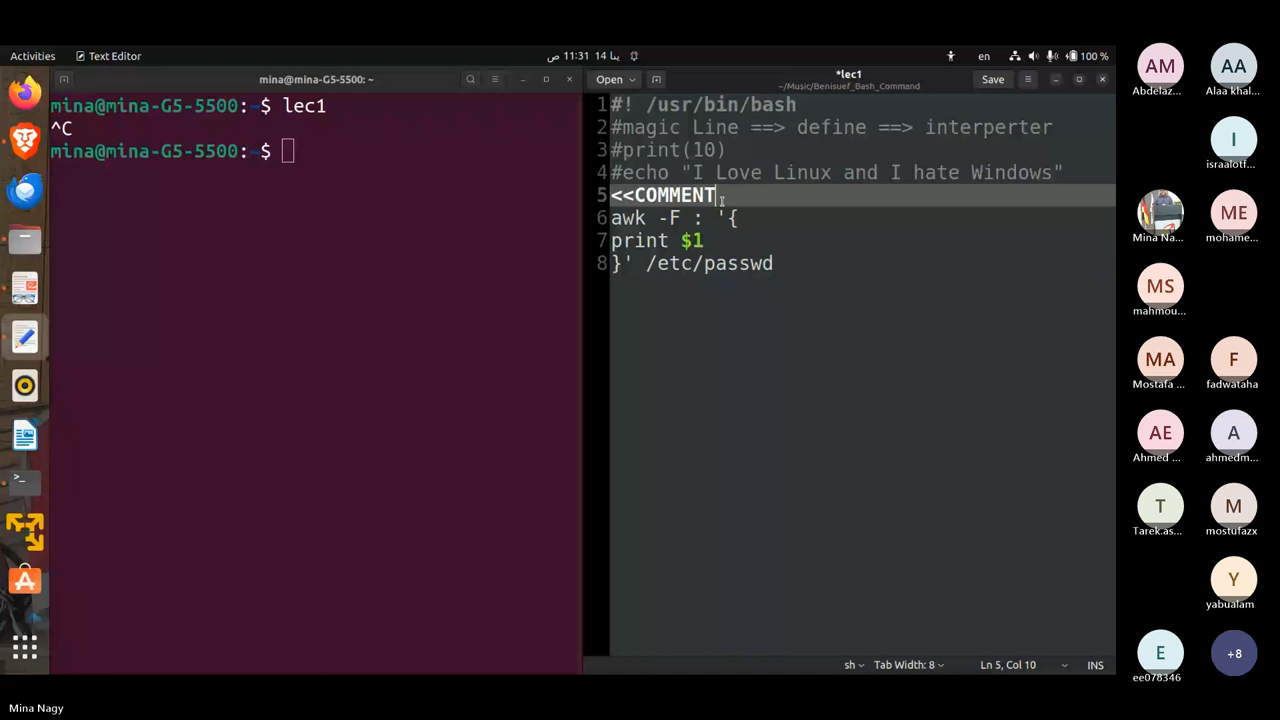 Activities
Text Editor
11:31 ينا 14 ص
en
100 %
mina@mina-G5-5500: ~
mina@mina-G5-5500:~$ lec1
^C
mina@mina-G5-5500:~$
Open
*lec1
~/Music/Benisuef_Bash_Command
Save
1 #! /usr/bin/bash
2 #magic Line ==> define ==> interperter
3 #print(10)
4 #echo "I Love Linux and I hate Windows"
5 <<COMMENT
6 awk -F : '{
7 print $1
8 }' /etc/passwd
sh
Tab Width: 8
Ln 5, Col 10
INS
AM
Abdelaz...
AA
Alaa khal...
I
israalotf...
Mina Na...
ME
mohame...
MS
mahmou...
MA
Mostafa ...
F
fadwataha
AE
Ahmed ...
A
ahmedm...
T
Tarek.as...
M
mostufazx
Y
yabualam
E
ee078346
+8
Mina Nagy